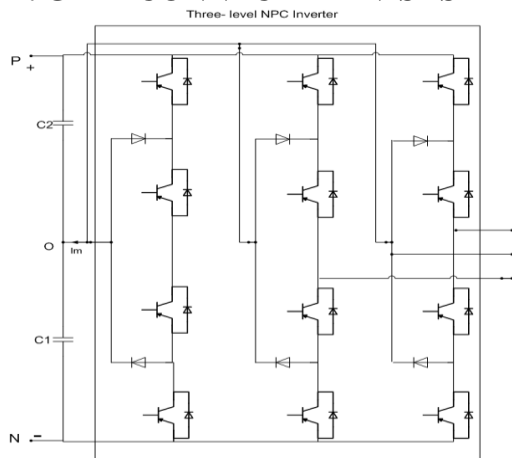 Three- level NPC Inverter
P
+
C2
O
Im
C1
N -